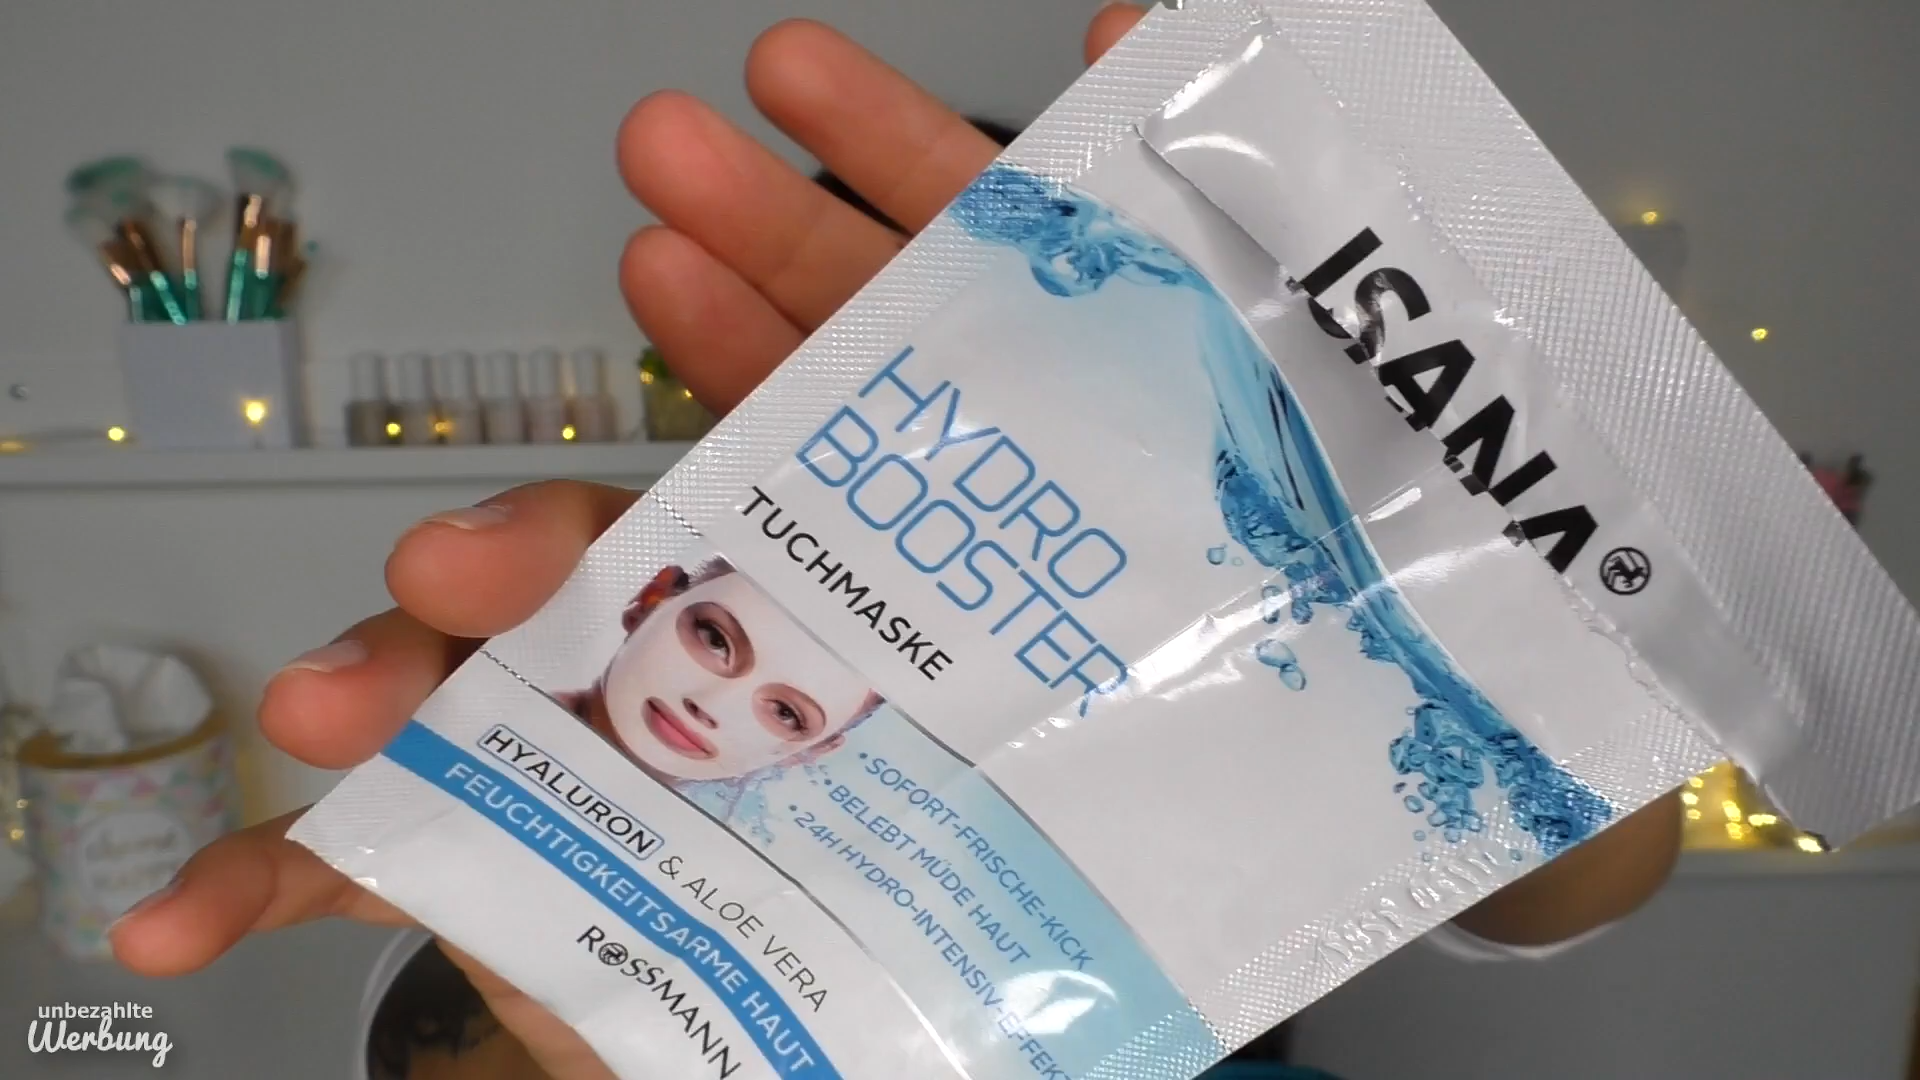 ISANA
HYDRO
BOOSTER
TUCHMASKE
• SOFORT-FRISCHE-KICK
• BELEBT MÜDE HAUT
• 24H HYDRO-INTENSIV-EFFEKT
HYALURON & ALOE VERA
FEUCHTIGKEITSARME HAUT
ROSSMANN
unbezahlte
Werbung